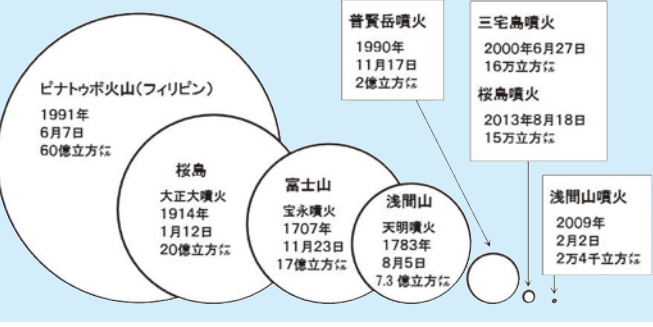 ピナトゥボ火山(フィリピン)
1991年
6月7日
60億立方㍍
桜島
大正大噴火
1914年
1月12日
20億立方㍍
富士山
宝永噴火
1707年
11月23日
17億立方㍍
浅間山
天明噴火
1783年
8月5日
7.3 億立方㍍
普賢岳噴火
1990年
11月17日
2億立方㍍
三宅島噴火
2000年6月27日
16万立方㍍
桜島噴火
2013年8月18日
15万立方㍍
浅間山噴火
2009年
2月2日
2万4千立方㍍